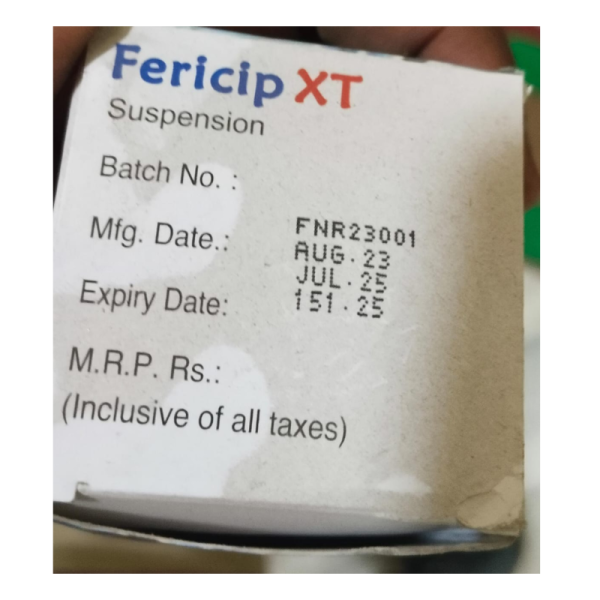 Fericip XT
Suspension
Batch No. :
FNR23001
Mfg. Date.:
AUG.23
JUL.25
Expiry Date:
151.25
M.R.P. Rs.:
(Inclusive of all taxes)